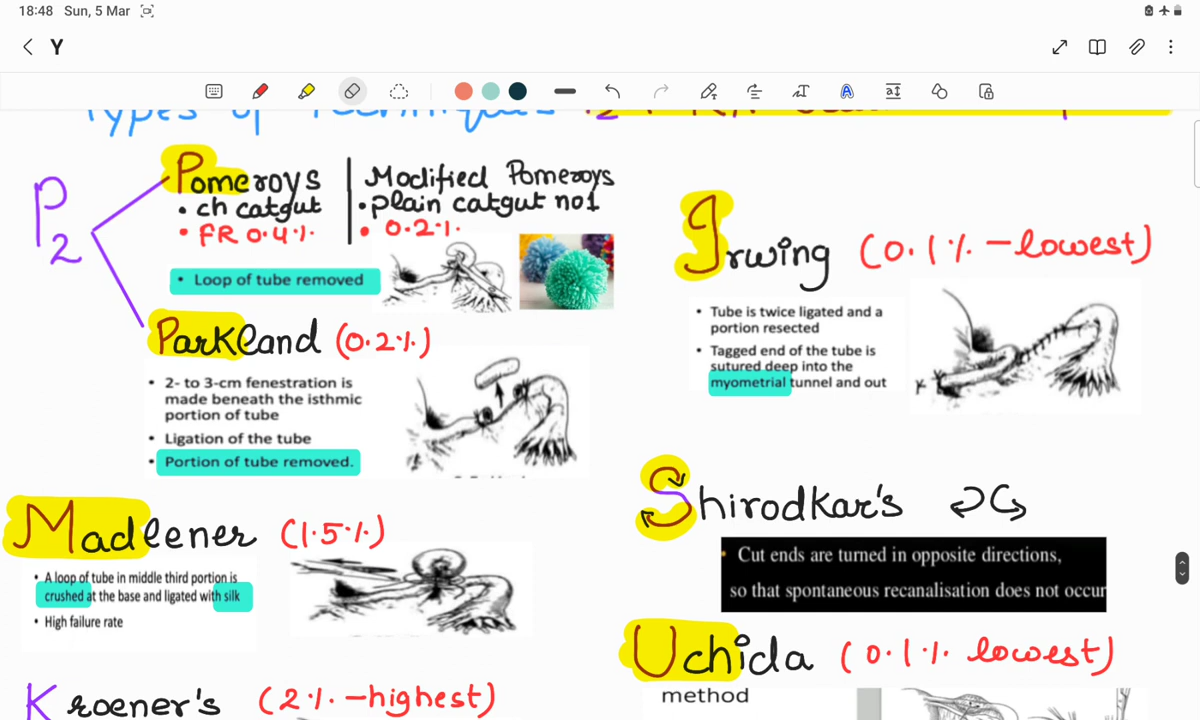 18:48 Sun, 5 Mar
Y
Types of Techniques
P2
Pomeroys
• ch catgut
• FR 0.4%.
Modified Pomeroys
• plain catgut no1
• 0.2%.
• Loop of tube removed
Parkland (0.2%.)
• 2- to 3-cm fenestration is
made beneath the isthmic
portion of tube
• Ligation of the tube
• Portion of tube removed.
Madlener (1.5%)
• A loop of tube in middle third portion is
crushed at the base and ligated with silk
• High failure rate
Kroener's (2%. - highest)
Irwing (0.1% - lowest)
• Tube is twice ligated and a
portion resected
• Tagged end of the tube is
sutured deep into the
myometrial tunnel and out
Shirodkar's
• Cut ends are turned in opposite directions,
so that spontaneous recanalisation does not occur
Uchida (0.1%. lowest)
method